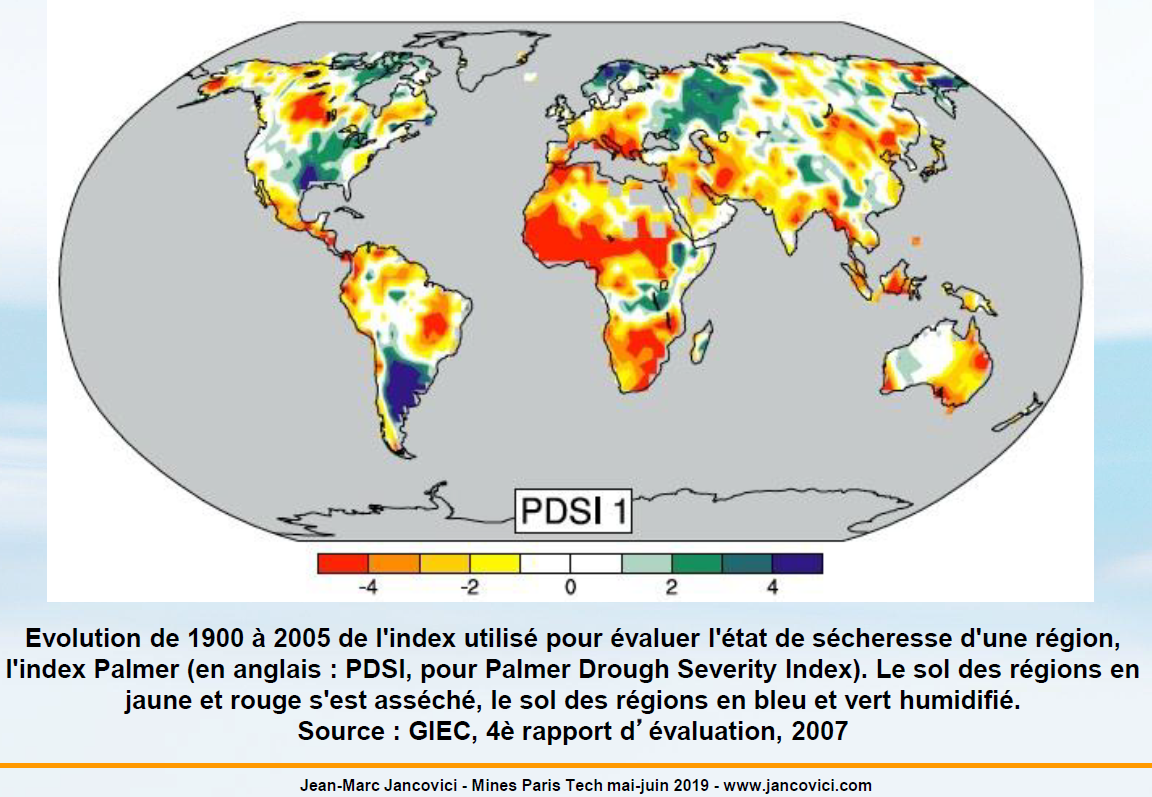 PDSI 1
-4 -2 0 2 4
Evolution de 1900 à 2005 de l'index utilisé pour évaluer l'état de sécheresse d'une région,
l'index Palmer (en anglais : PDSI, pour Palmer Drough Severity Index). Le sol des régions en
jaune et rouge s'est asséché, le sol des régions en bleu et vert humidifié.
Source : GIEC, 4è rapport d’ évaluation, 2007
Jean-Marc Jancovici - Mines Paris Tech mai-juin 2019 - www.jancovici.com